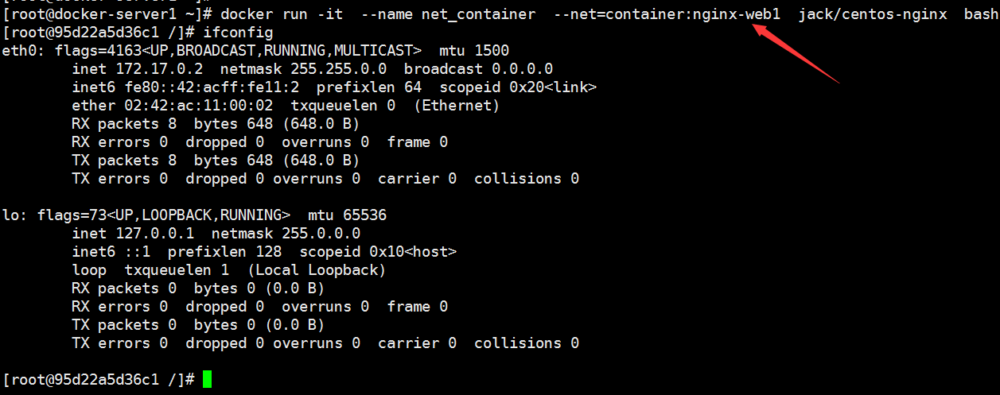 [root@docker-server1 ~]#
[root@docker-server1 ~]# docker run -it  --name net_container  --net=container:nginx-web1  jack/centos-nginx  bash
[root@95d22a5d36c1 /]# ifconfig
eth0: flags=4163<UP,BROADCAST,RUNNING,MULTICAST>  mtu 1500
        inet 172.17.0.2  netmask 255.255.0.0  broadcast 0.0.0.0
        inet6 fe80::42:acff:fe11:2  prefixlen 64  scopeid 0x20<link>
        ether 02:42:ac:11:00:02  txqueuelen 0  (Ethernet)
        RX packets 8  bytes 648 (648.0 B)
        RX errors 0  dropped 0  overruns 0  frame 0
        TX packets 8  bytes 648 (648.0 B)
        TX errors 0  dropped 0 overruns 0  carrier 0  collisions 0

lo: flags=73<UP,LOOPBACK,RUNNING>  mtu 65536
        inet 127.0.0.1  netmask 255.0.0.0
        inet6 ::1  prefixlen 128  scopeid 0x10<host>
        loop  txqueuelen 1  (Local Loopback)
        RX packets 0  bytes 0 (0.0 B)
        RX errors 0  dropped 0  overruns 0  frame 0
        TX packets 0  bytes 0 (0.0 B)
        TX errors 0  dropped 0 overruns 0  carrier 0  collisions 0

[root@95d22a5d36c1 /]#